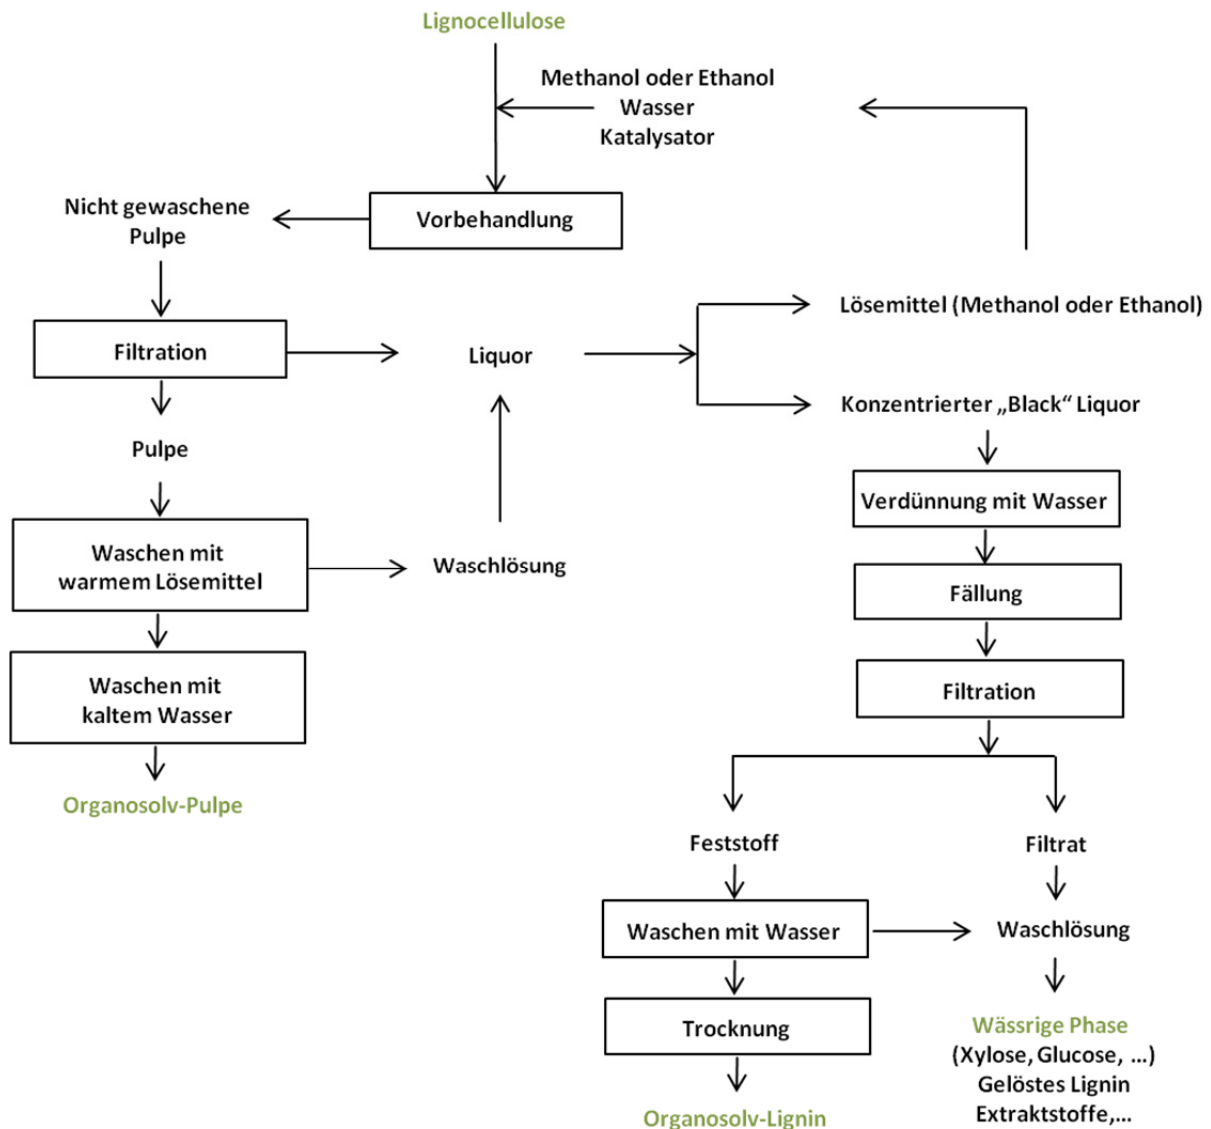 Lignocellulose
Methanol oder Ethanol
Wasser
Katalysator
Vorbehandlung
Nicht gewaschene
Pulpe
Filtration
Liquor
Lösemittel (Methanol oder Ethanol)
Konzentrierter „Black“ Liquor
Pulpe
Waschen mit
warmem Lösemittel
Waschlösung
Waschen mit
kaltem Wasser
Organosolv-Pulpe
Verdünnung mit Wasser
Fällung
Filtration
Feststoff
Filtrat
Waschen mit Wasser
Waschlösung
Trocknung
Organosolv-Lignin
Wässrige Phase
(Xylose, Glucose, ...)
Gelöstes Lignin
Extraktstoffe,...